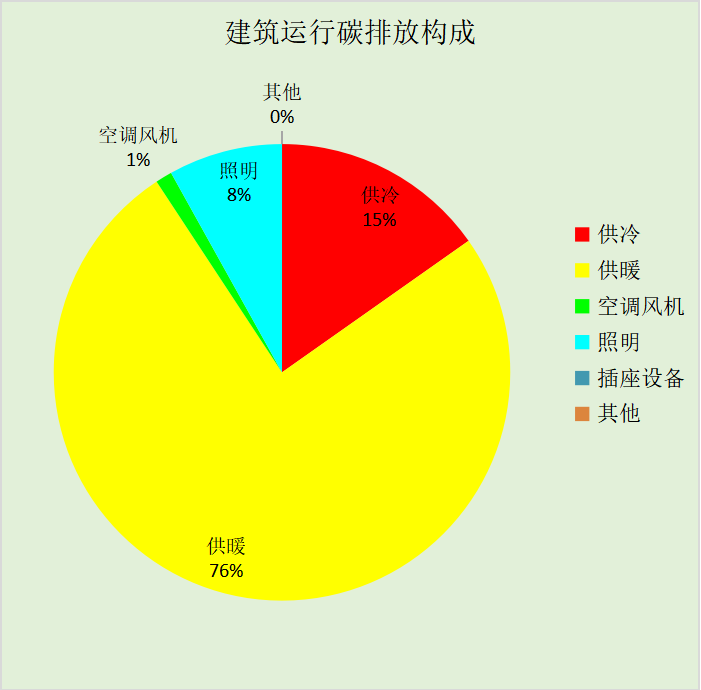 建筑运行碳排放构成
其他
0%
空调风机
1%
照明
8%
供冷
15%
供暖
76%
供冷
供暖
空调风机
照明
插座设备
其他